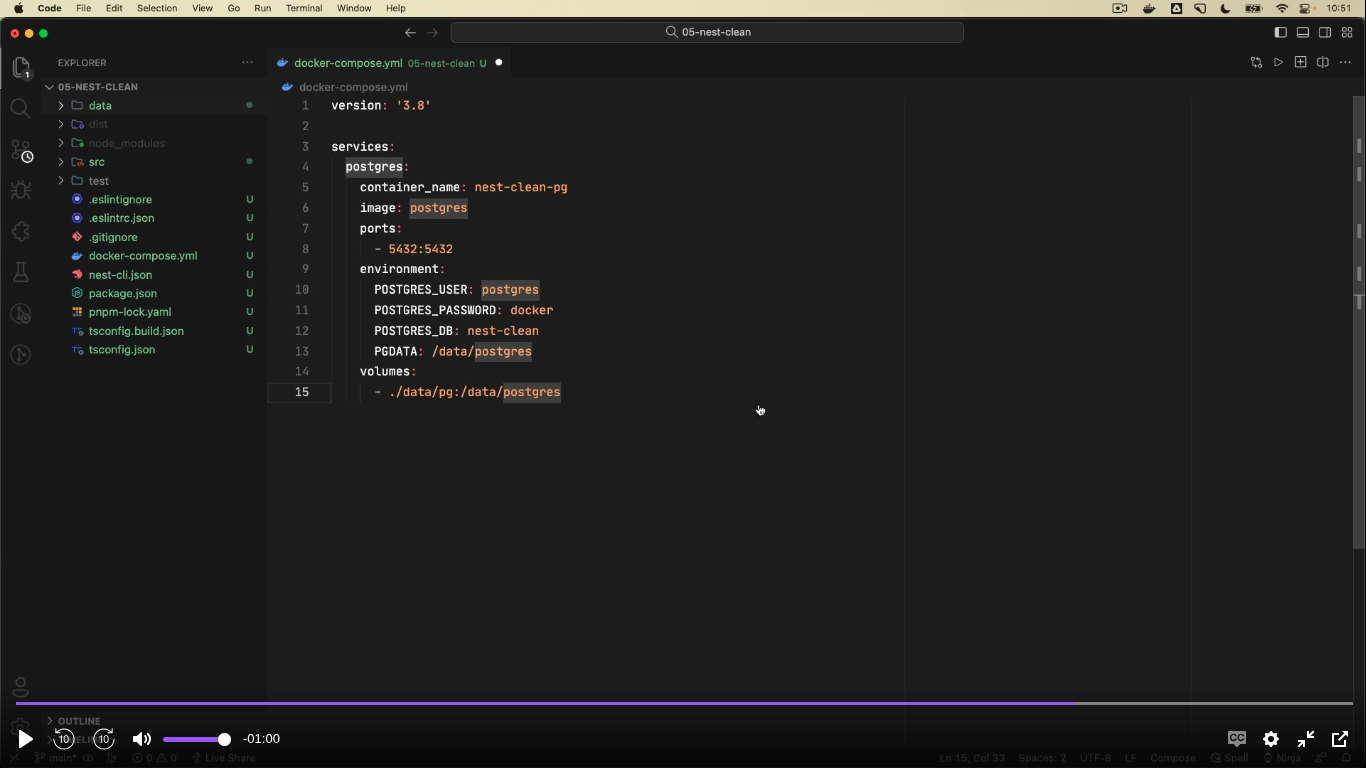 Code File Edit Selection View Go Run Terminal Window Help 10:51
05-nest-clean
EXPLORER
docker-compose.yml 05-nest-clean U
05-NEST-CLEAN
docker-compose.yml
data
dist
node_modules
src
test
.eslintignore U
.eslintrc.json U
.gitignore U
docker-compose.yml U
nest-cli.json U
package.json U
pnpm-lock.yaml U
tsconfig.build.json U
tsconfig.json U
1 version: '3.8'
2
3 services:
4 postgres:
5 container_name: nest-clean-pg
6 image: postgres
7 ports:
8 - 5432:5432
9 environment:
10 POSTGRES_USER: postgres
11 POSTGRES_PASSWORD: docker
12 POSTGRES_DB: nest-clean
13 PGDATA: /data/postgres
14 volumes:
15 - ./data/pg:/data/postgres
OUTLINE
TIMELINE
10 10 -01:00 CC
main* 0 0 Live Share Ln 15, Col 33 Spaces: 2 UTF-8 LF Compose Spell Ninja